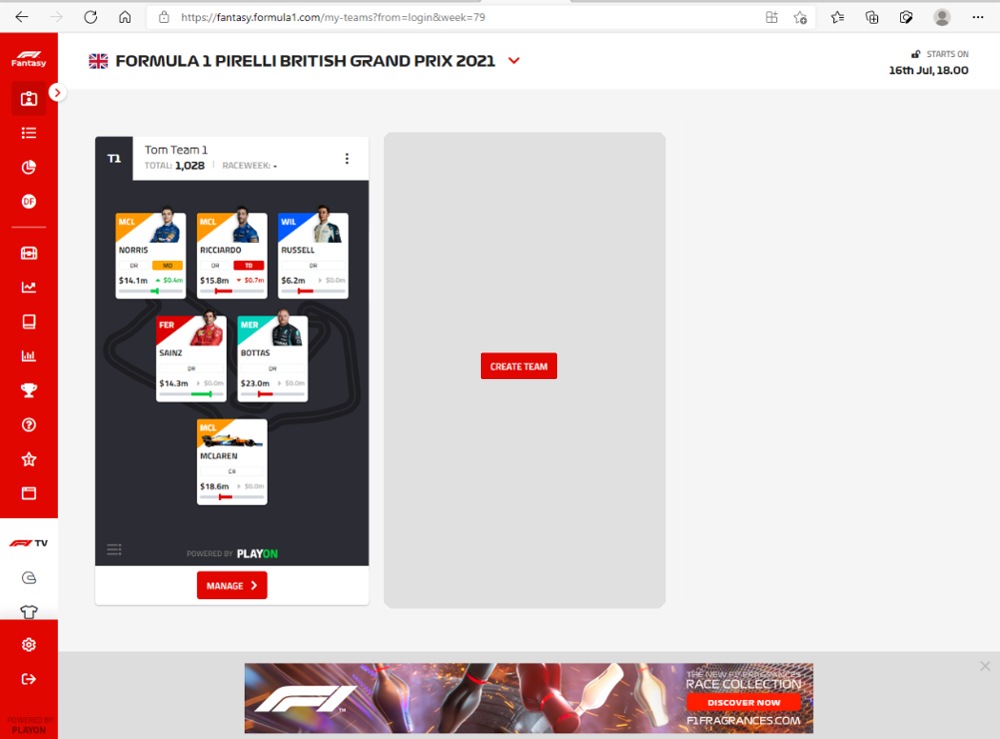 https://fantasy.formula1.com/my-teams?from=login&week=79
Fantasy
FORMULA 1 PIRELLI BRITISH GRAND PRIX 2021
STARTS ON
16th Jul, 18.00
DF
T1
Tom Team 1
TOTAL: 1,028 RACEWEEK: -
MCL
NORRIS
DR MD
$14.1m $0.4m
MCL
RICCIARDO
DR TD
$15.8m $0.7m
WIL
RUSSELL
DR
$6.2m $0.0m
FER
SAINZ
DR
$14.3m $0.0m
MER
BOTTAS
DR
$23.0m $0.0m
MCL
MCLAREN
CR
$18.6m $0.0m
POWERED BY PLAYON
MANAGE
CREATE TEAM
F1 TV
POWERED BY
PLAYON
F1
THE NEW F1 FRAGRANCES
RACE COLLECTION
DISCOVER NOW
F1FRAGRANCES.COM